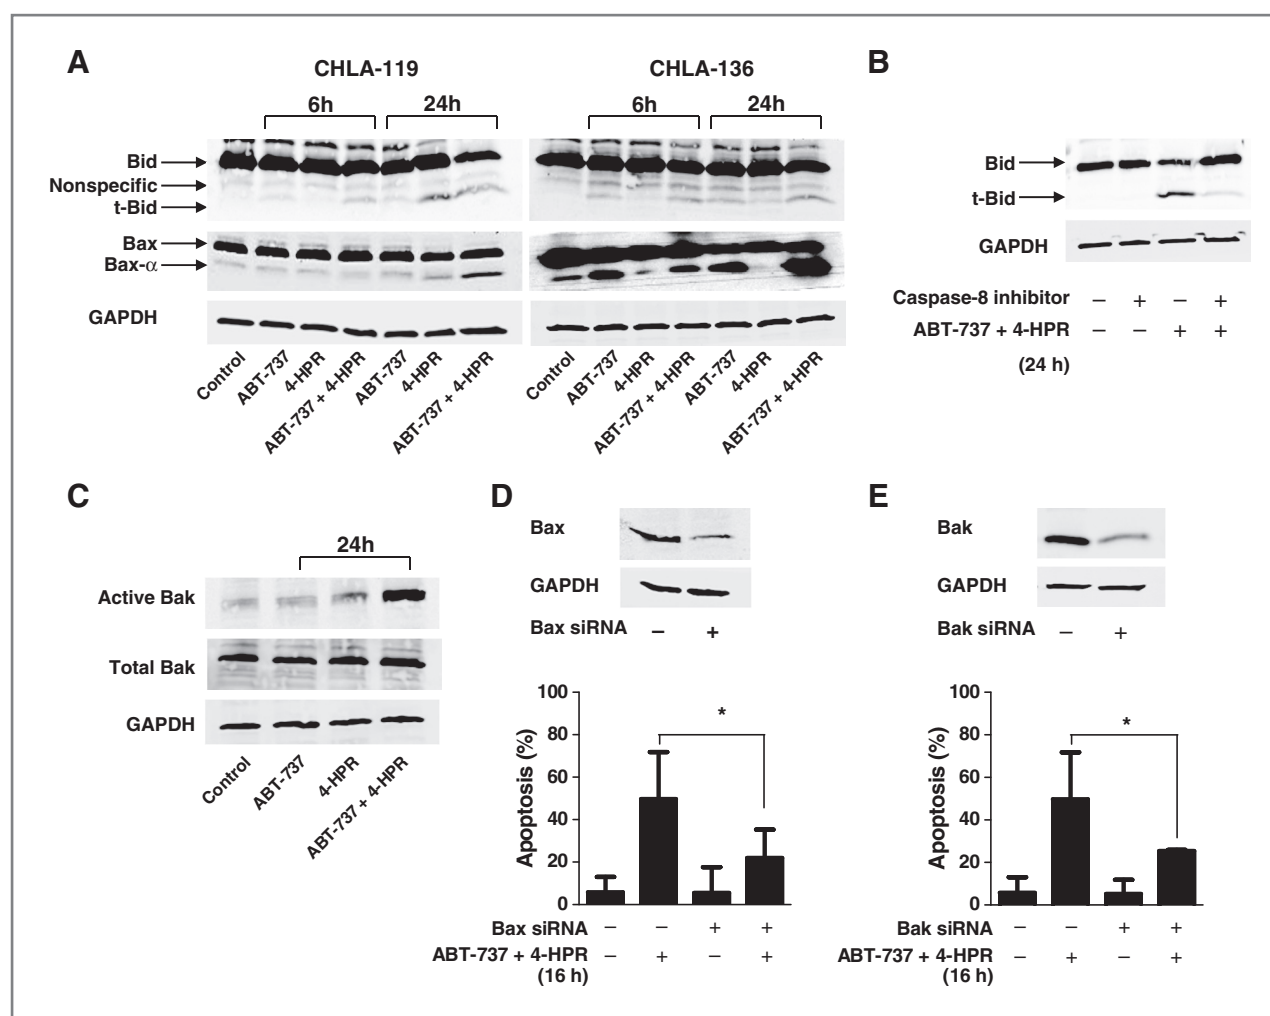 A
CHLA-119
CHLA-136
6h
24h
6h
24h
Bid
Nonspecific
t-Bid
Bax
Bax-α
GAPDH
Control
ABT-737
4-HPR
ABT-737 + 4-HPR
ABT-737
4-HPR
ABT-737 + 4-HPR
Control
ABT-737
4-HPR
ABT-737 + 4-HPR
ABT-737
4-HPR
ABT-737 + 4-HPR
B
Bid
t-Bid
GAPDH
Caspase-8 inhibitor − + − +
ABT-737 + 4-HPR − − + +
(24 h)
C
24h
Active Bak
Total Bak
GAPDH
Control
ABT-737
4-HPR
ABT-737 + 4-HPR
D
Bax
GAPDH
Bax siRNA − +
100
80
60
40
20
0
Apoptosis (%)
*
Bax siRNA − − + +
ABT-737 + 4-HPR − + − +
(16 h)
E
Bak
GAPDH
Bak siRNA − +
100
80
60
40
20
0
Apoptosis (%)
*
Bak siRNA − − + +
ABT-737 + 4-HPR − + − +
(16 h)